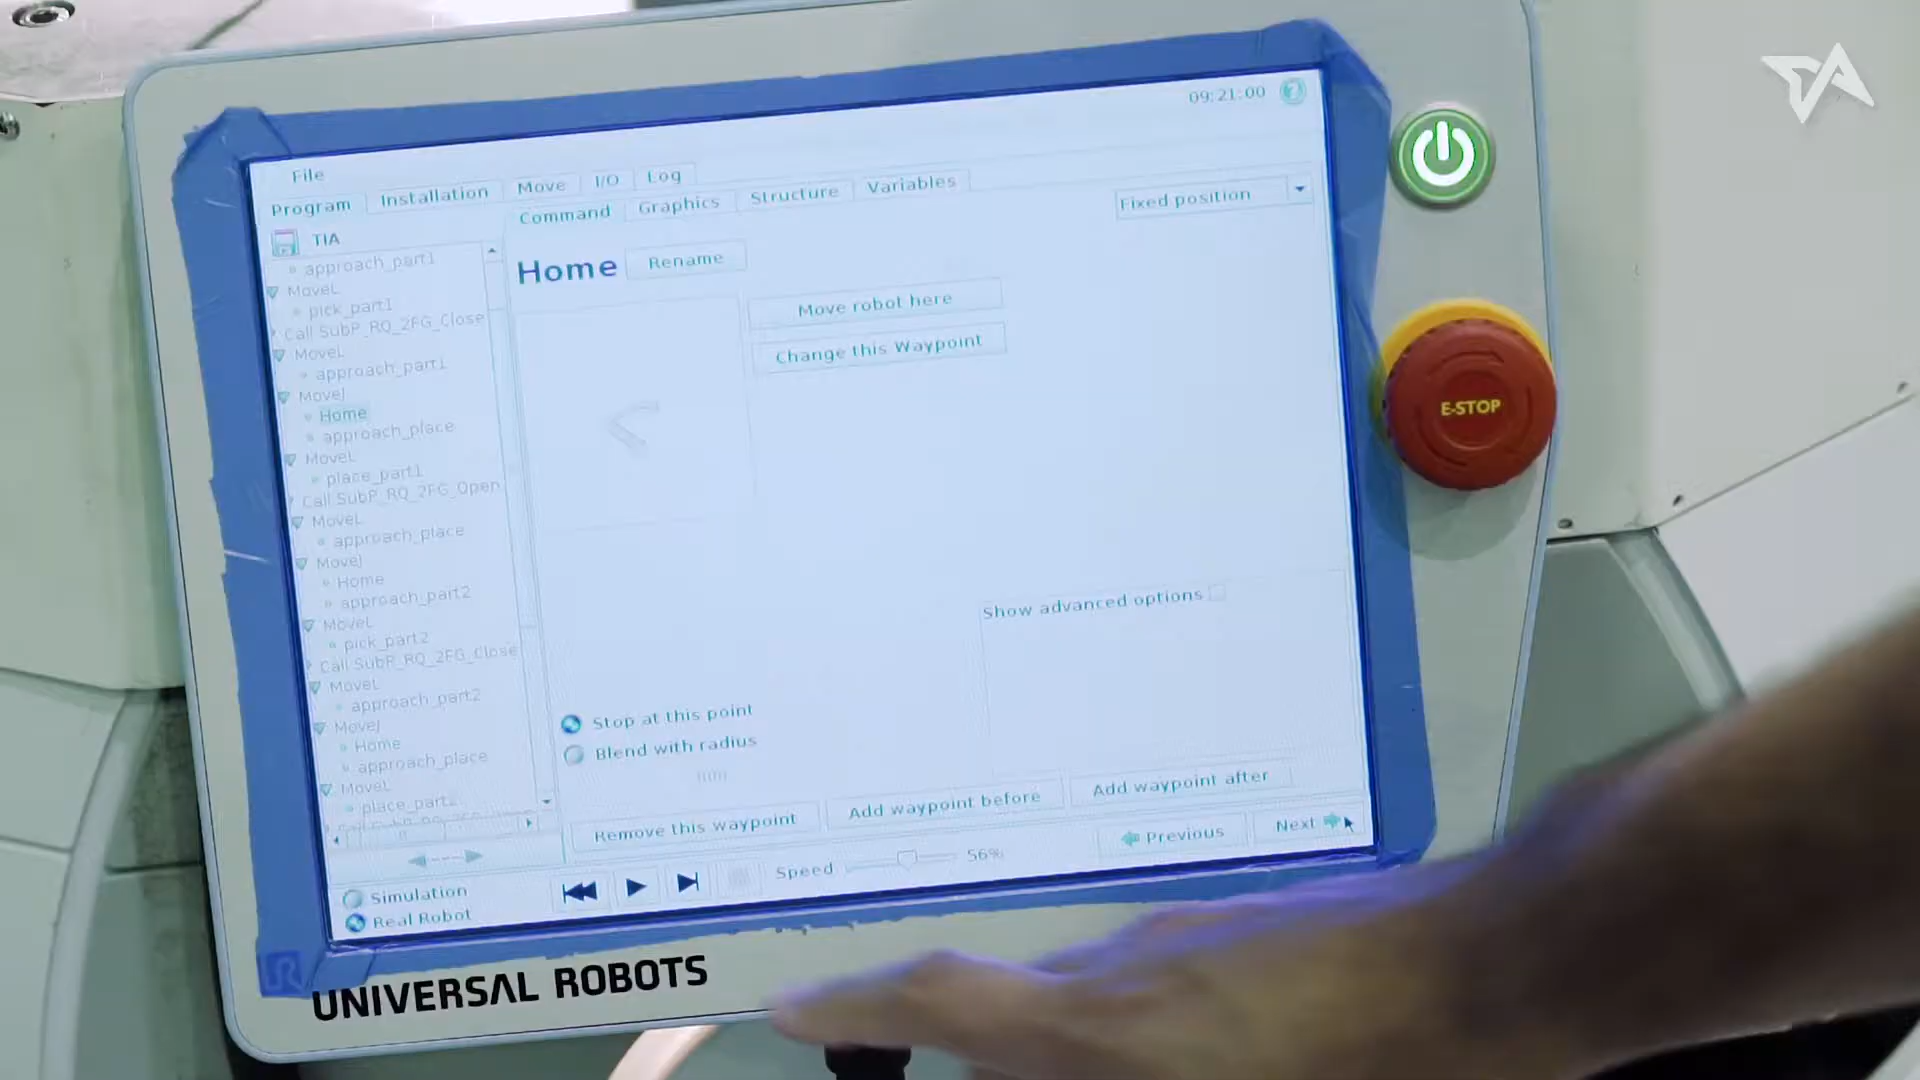 09:21:00
File
Program
Installation
Move
I/O
Log
Command
Graphics
Structure
Variables
Fixed position
TIA
approach_part1
MoveL
pick_part1
Call SubP_RQ_2FG_Close
MoveL
approach_part1
MoveJ
Home
approach_place
MoveL
place_part1
Call SubP_RQ_2FG_Open
MoveL
approach_place
MoveJ
Home
approach_part2
MoveL
pick_part2
Call SubP_RQ_2FG_Close
MoveL
approach_part2
MoveJ
Home
approach_place
MoveL
place_part2
Home
Rename
Move robot here
Change this Waypoint
Show advanced options
Stop at this point
Blend with radius
mm
Remove this waypoint
Add waypoint before
Add waypoint after
Simulation
Real Robot
Speed
56%
Previous
Next
E-STOP
UNIVERSAL ROBOTS